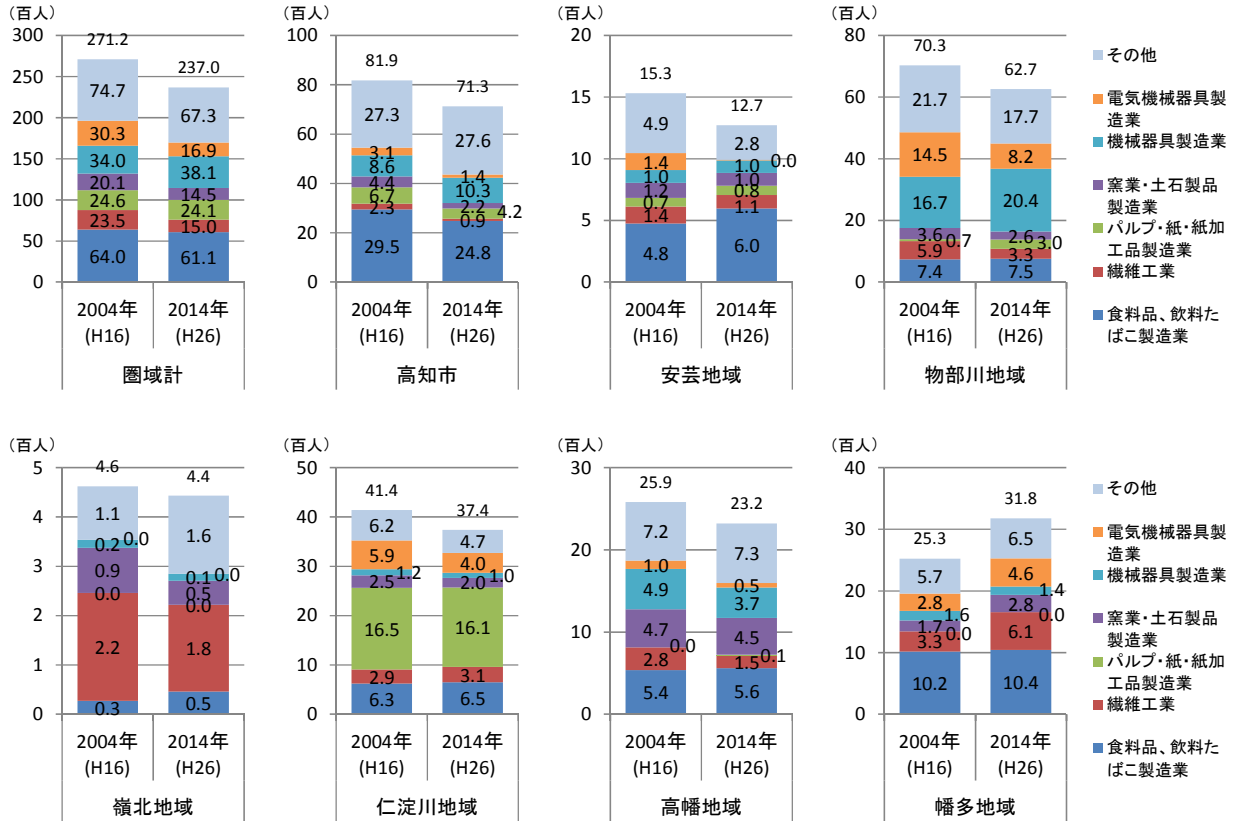 （百人）
300
250
200
150
100
50
0
271.2
74.7
30.3
34.0
20.1
24.6
23.5
64.0
237.0
67.3
16.9
38.1
14.5
24.1
15.0
61.1
2004年
(H16)
2014年
(H26)
圏域計
（百人）
100
80
60
40
20
0
81.9
27.3
3.1
8.6
4.4
6.7
2.3
29.5
71.3
27.6
1.4
10.3
2.2
4.2
0.9
24.8
2004年
(H16)
2014年
(H26)
高知市
（百人）
20
15
10
5
0
15.3
4.9
1.4
1.0
1.2
0.7
1.4
4.8
12.7
2.8
0.0
1.0
1.0
0.8
1.1
6.0
2004年
(H16)
2014年
(H26)
安芸地域
（百人）
80
60
40
20
0
70.3
21.7
14.5
16.7
3.6
0.7
5.9
7.4
62.7
17.7
8.2
20.4
2.6
3.0
3.3
7.5
2004年
(H16)
2014年
(H26)
物部川地域
その他
電気機械器具製
造業
機械器具製造業
窯業・土石製品
製造業
パルプ・紙・紙加
工品製造業
繊維工業
食料品、飲料た
ばこ製造業
（百人）
5
4
3
2
1
0
4.6
1.1
0.0
0.2
0.9
0.0
2.2
0.3
4.4
1.6
0.0
0.1
0.5
0.0
1.8
0.5
2004年
(H16)
2014年
(H26)
嶺北地域
（百人）
50
40
30
20
10
0
41.4
6.2
5.9
1.2
2.5
16.5
2.9
6.3
37.4
4.7
4.0
1.0
2.0
16.1
3.1
6.5
2004年
(H16)
2014年
(H26)
仁淀川地域
（百人）
30
20
10
0
25.9
7.2
1.0
4.9
4.7
0.0
2.8
5.4
23.2
7.3
0.5
3.7
4.5
0.1
1.5
5.6
2004年
(H16)
2014年
(H26)
高幡地域
（百人）
40
30
20
10
0
25.3
5.7
2.8
1.6
1.7
0.0
3.3
10.2
31.8
6.5
4.6
1.4
2.8
0.0
6.1
10.4
2004年
(H16)
2014年
(H26)
幡多地域
その他
電気機械器具製
造業
機械器具製造業
窯業・土石製品
製造業
パルプ・紙・紙加
工品製造業
繊維工業
食料品、飲料た
ばこ製造業